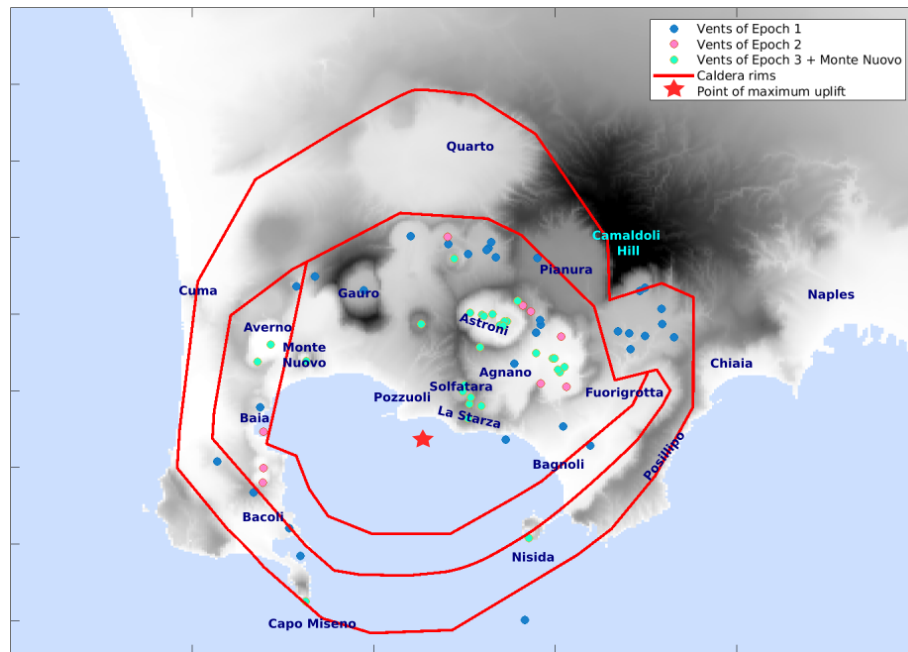 Vents of Epoch 1
Vents of Epoch 2
Vents of Epoch 3 + Monte Nuovo
Caldera rims
Point of maximum uplift
Quarto
Camaldoli
Hill
Pianura
Cuma
Gauro
Naples
Averno
Astroni
Monte
Nuovo
Chiaia
Agnano
Solfatara
Fuorigrotta
Pozzuoli
La Starza
Baia
Posillipo
Bagnoli
Bacoli
Nisida
Capo Miseno